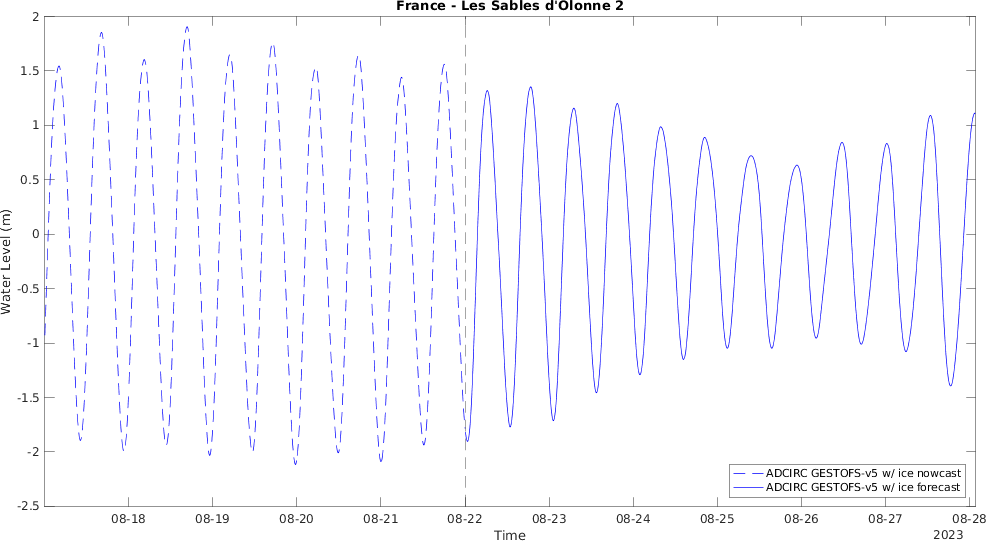 France - Les Sables d'Olonne 2
Water Level (m)
2
1.5
1
0.5
0
-0.5
-1
-1.5
-2
-2.5
ADCIRC GESTOFS-v5 w/ ice nowcast
ADCIRC GESTOFS-v5 w/ ice forecast
08-18 08-19 08-20 08-21 08-22 08-23 08-24 08-25 08-26 08-27 08-28
Time
2023